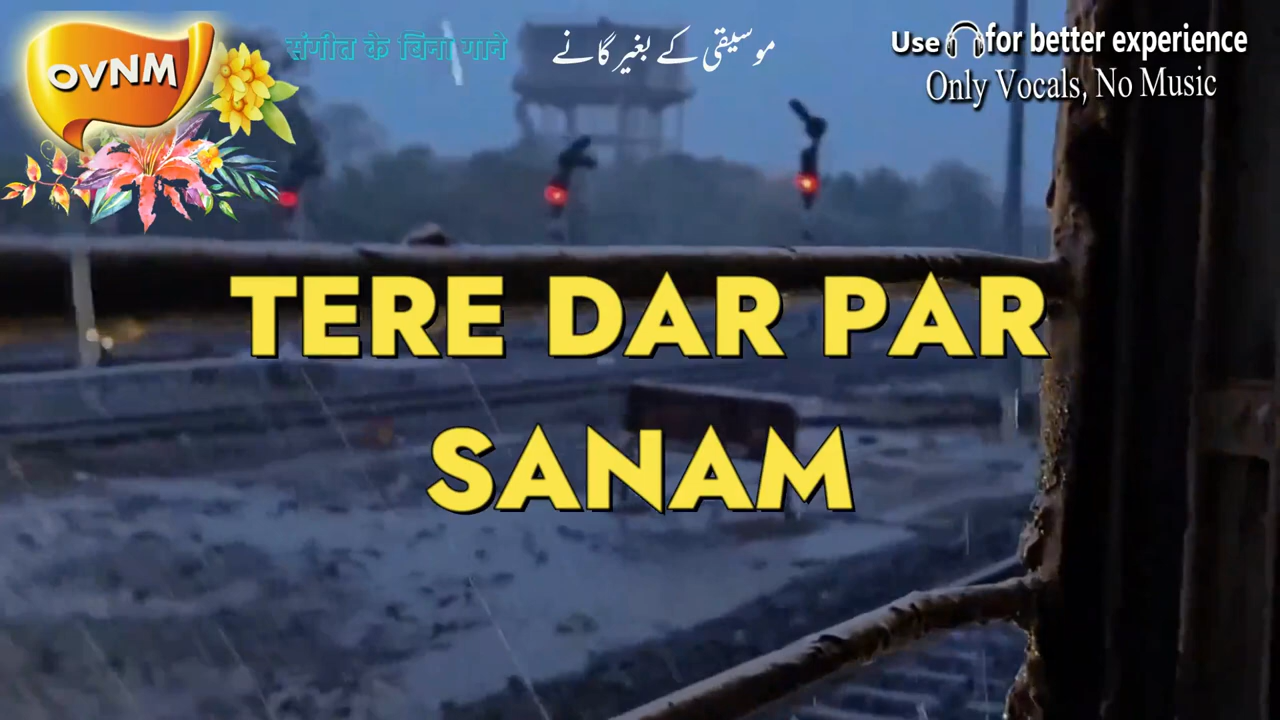 OVNM
संगीत के बिना गाने
موسیقی کے بغیر گانے
Use for better experience
Only Vocals, No Music
TERE DAR PAR
SANAM